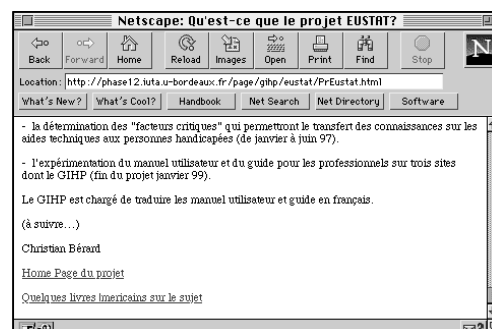 Netscape: Qu'est-ce que le projet EUSTAT?
Back Forward Home Reload Images Open Print Find Stop N
Location: http://phase12.iuta.u-bordeaux.fr/page/gihp/eustat/PrEustat.html
What's New? What's Cool? Handbook Net Search Net Directory Software
- la détermination des "facteurs critiques" qui permettront le transfert des connaissances sur les
aides techniques aux personnes handicapées (de janvier à
juin 97).
- l'expérimentation du manuel utilisateur et du guide pour les professionnels sur trois sites
dont le GIHP (fin du projet janvier 99).
Le GIHP est chargé de traduire les manuel utilisateur et guide en français.
(à suivre...)
Christian Bérard
Home Page du projet
Quelques livres Imericains sur le sujet